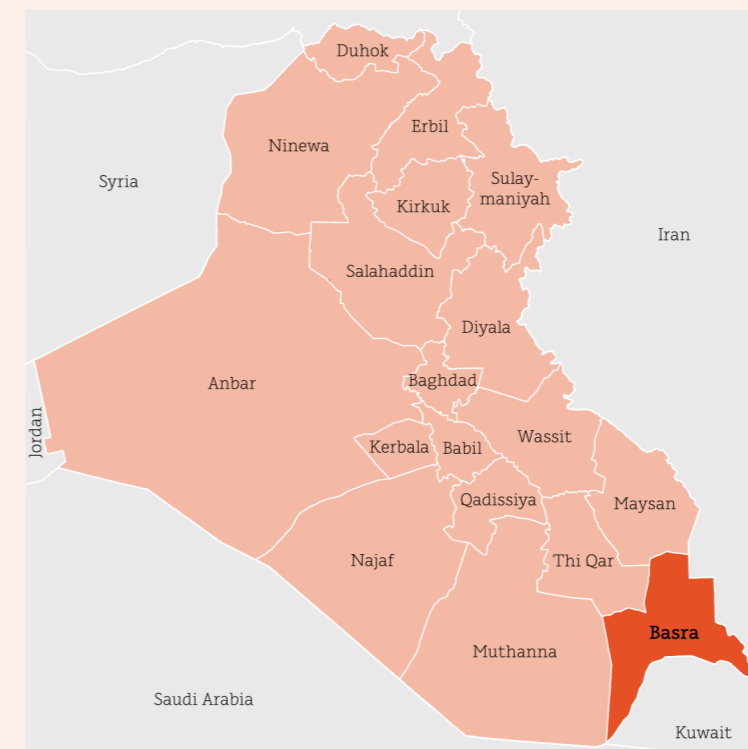 Duhok
Erbil
Ninewa
Syria
Sulay-
maniyah
Kirkuk
Iran
Salahaddin
Diyala
Anbar
Baghdad
Jordan
Wassit
Kerbala
Babil
Qadissiya
Maysan
Najaf
Thi Qar
Basra
Muthanna
Saudi Arabia
Kuwait